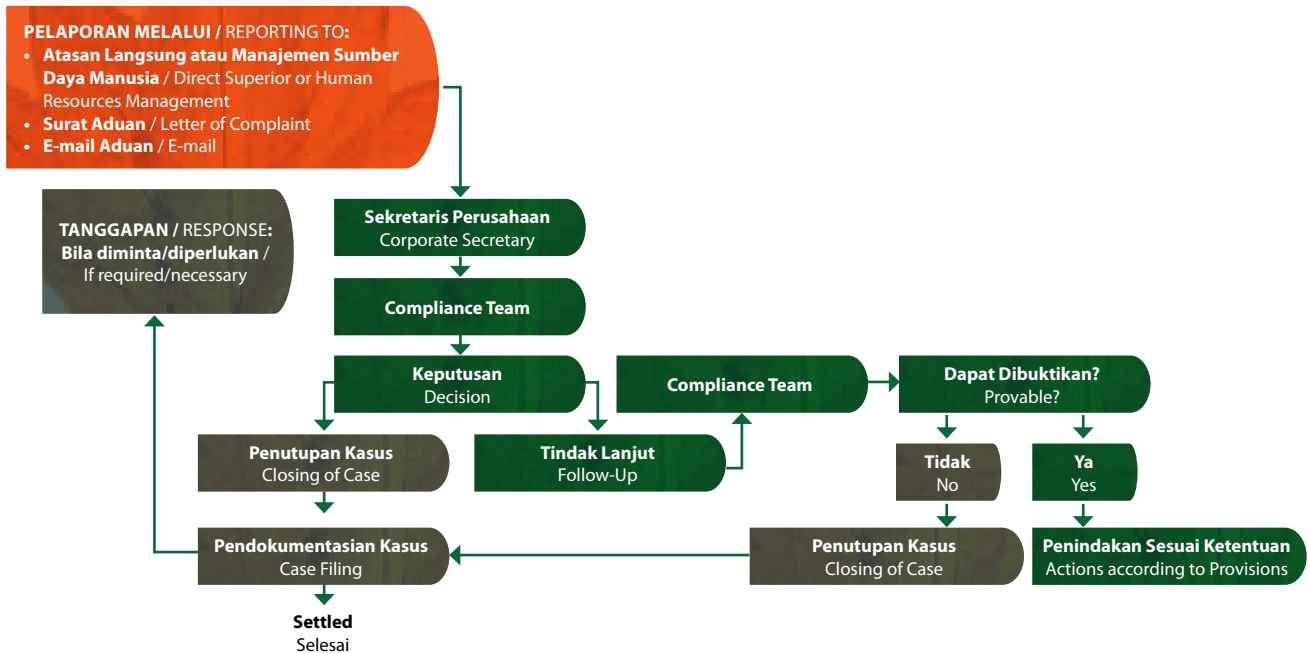 PELAPORAN MELALUI / REPORTING TO:
• Atasan Langsung atau Manajemen Sumber
Daya Manusia / Direct Superior or Human
Resources Management
• Surat Aduan / Letter of Complaint
• E-mail Aduan / E-mail
TANGGAPAN / RESPONSE:
Bila diminta/diperlukan /
If required/necessary
Sekretaris Perusahaan
Corporate Secretary
Compliance Team
Keputusan
Decision
Compliance Team
Dapat Dibuktikan?
Provable?
Penutupan Kasus
Closing of Case
Tindak Lanjut
Follow-Up
Tidak
No
Ya
Yes
Pendokumentasian Kasus
Case Filing
Penutupan Kasus
Closing of Case
Penindakan Sesuai Ketentuan
Actions according to Provisions
Settled
Selesai